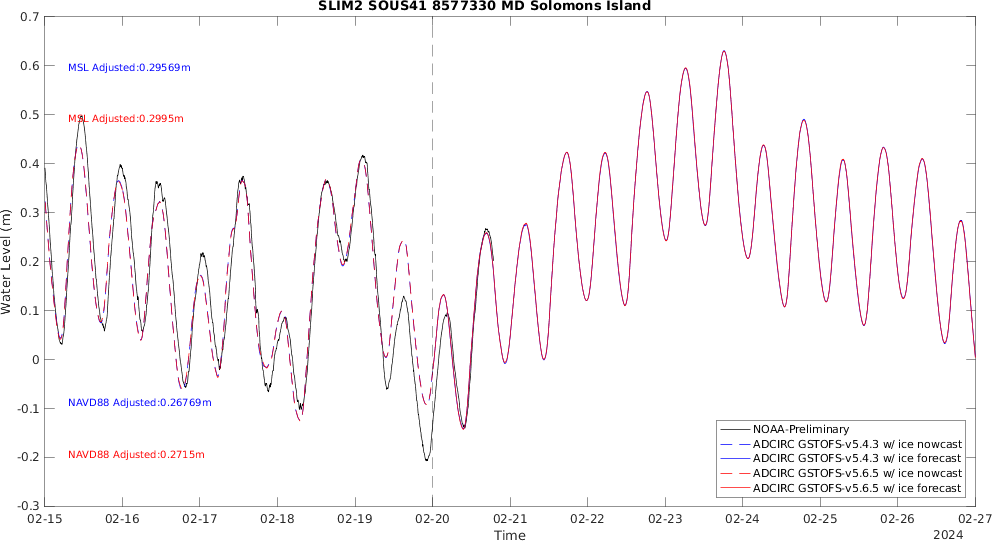 SLIM2 SOUS41 8577330 MD Solomons Island
0.7
0.6
0.5
0.4
0.3
0.2
0.1
0
-0.1
-0.2
-0.3
Water Level (m)
MSL Adjusted:0.29569m
MSL Adjusted:0.2995m
NAVD88 Adjusted:0.26769m
NAVD88 Adjusted:0.2715m
NOAA-Preliminary
ADCIRC GSTOFS-v5.4.3 w/ ice nowcast
ADCIRC GSTOFS-v5.4.3 w/ ice forecast
ADCIRC GSTOFS-v5.6.5 w/ ice nowcast
ADCIRC GSTOFS-v5.6.5 w/ ice forecast
02-15 02-16 02-17 02-18 02-19 02-20 02-21 02-22 02-23 02-24 02-25 02-26 02-27
Time
2024